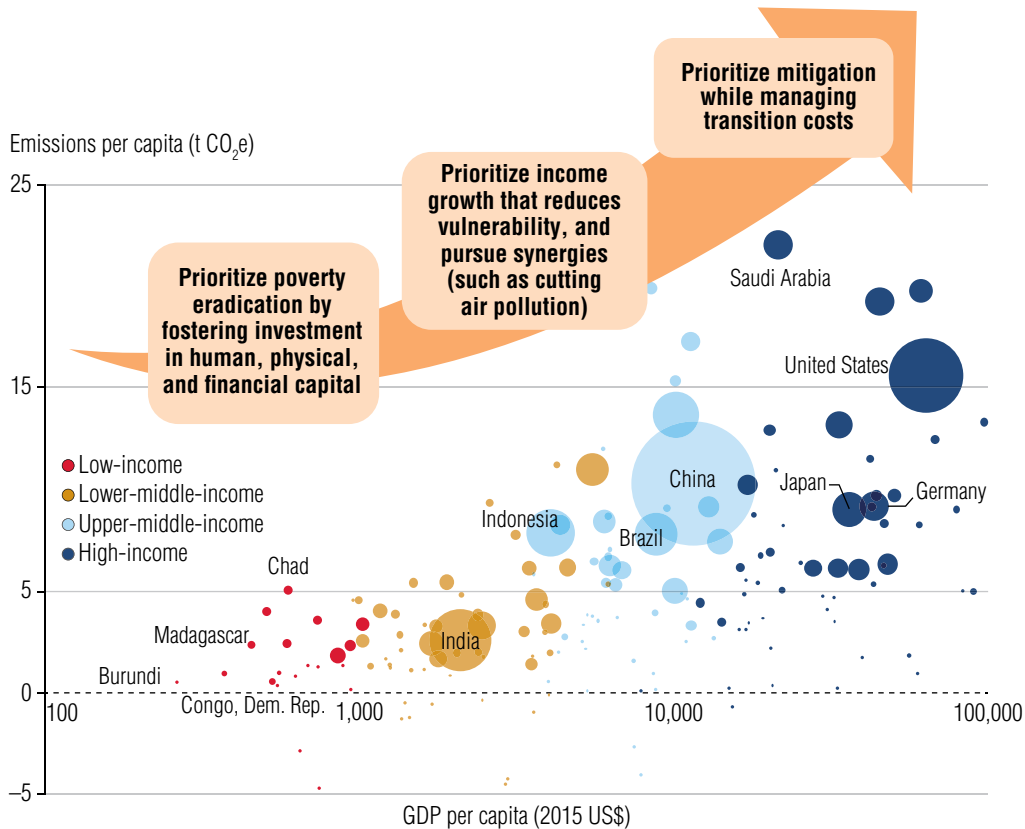 Prioritize mitigation
while managing
transition costs
Emissions per capita (t CO2e)
Prioritize income
growth that reduces
vulnerability, and
pursue synergies
(such as cutting
air pollution)
Prioritize poverty
eradication by
fostering investment
in human, physical,
and financial capital
25
15
5
0
–5
Saudi Arabia
United States
Low-income
Lower-middle-income
Upper-middle-income
High-income
China
Japan
Germany
Indonesia
Brazil
Chad
Madagascar
India
Burundi
Congo, Dem. Rep.
100
1,000
10,000
100,000
GDP per capita (2015 US$)